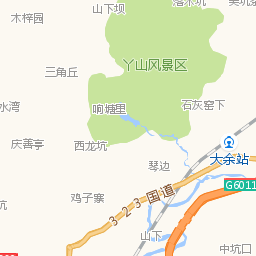 木梓园
山下坝
丫山风景区
三角丘
响塘里
石灰窑下
水湾
庆善亭
西龙坑
大余站
琴边
G6011
鸡子寨
323国道
山下
中坑口